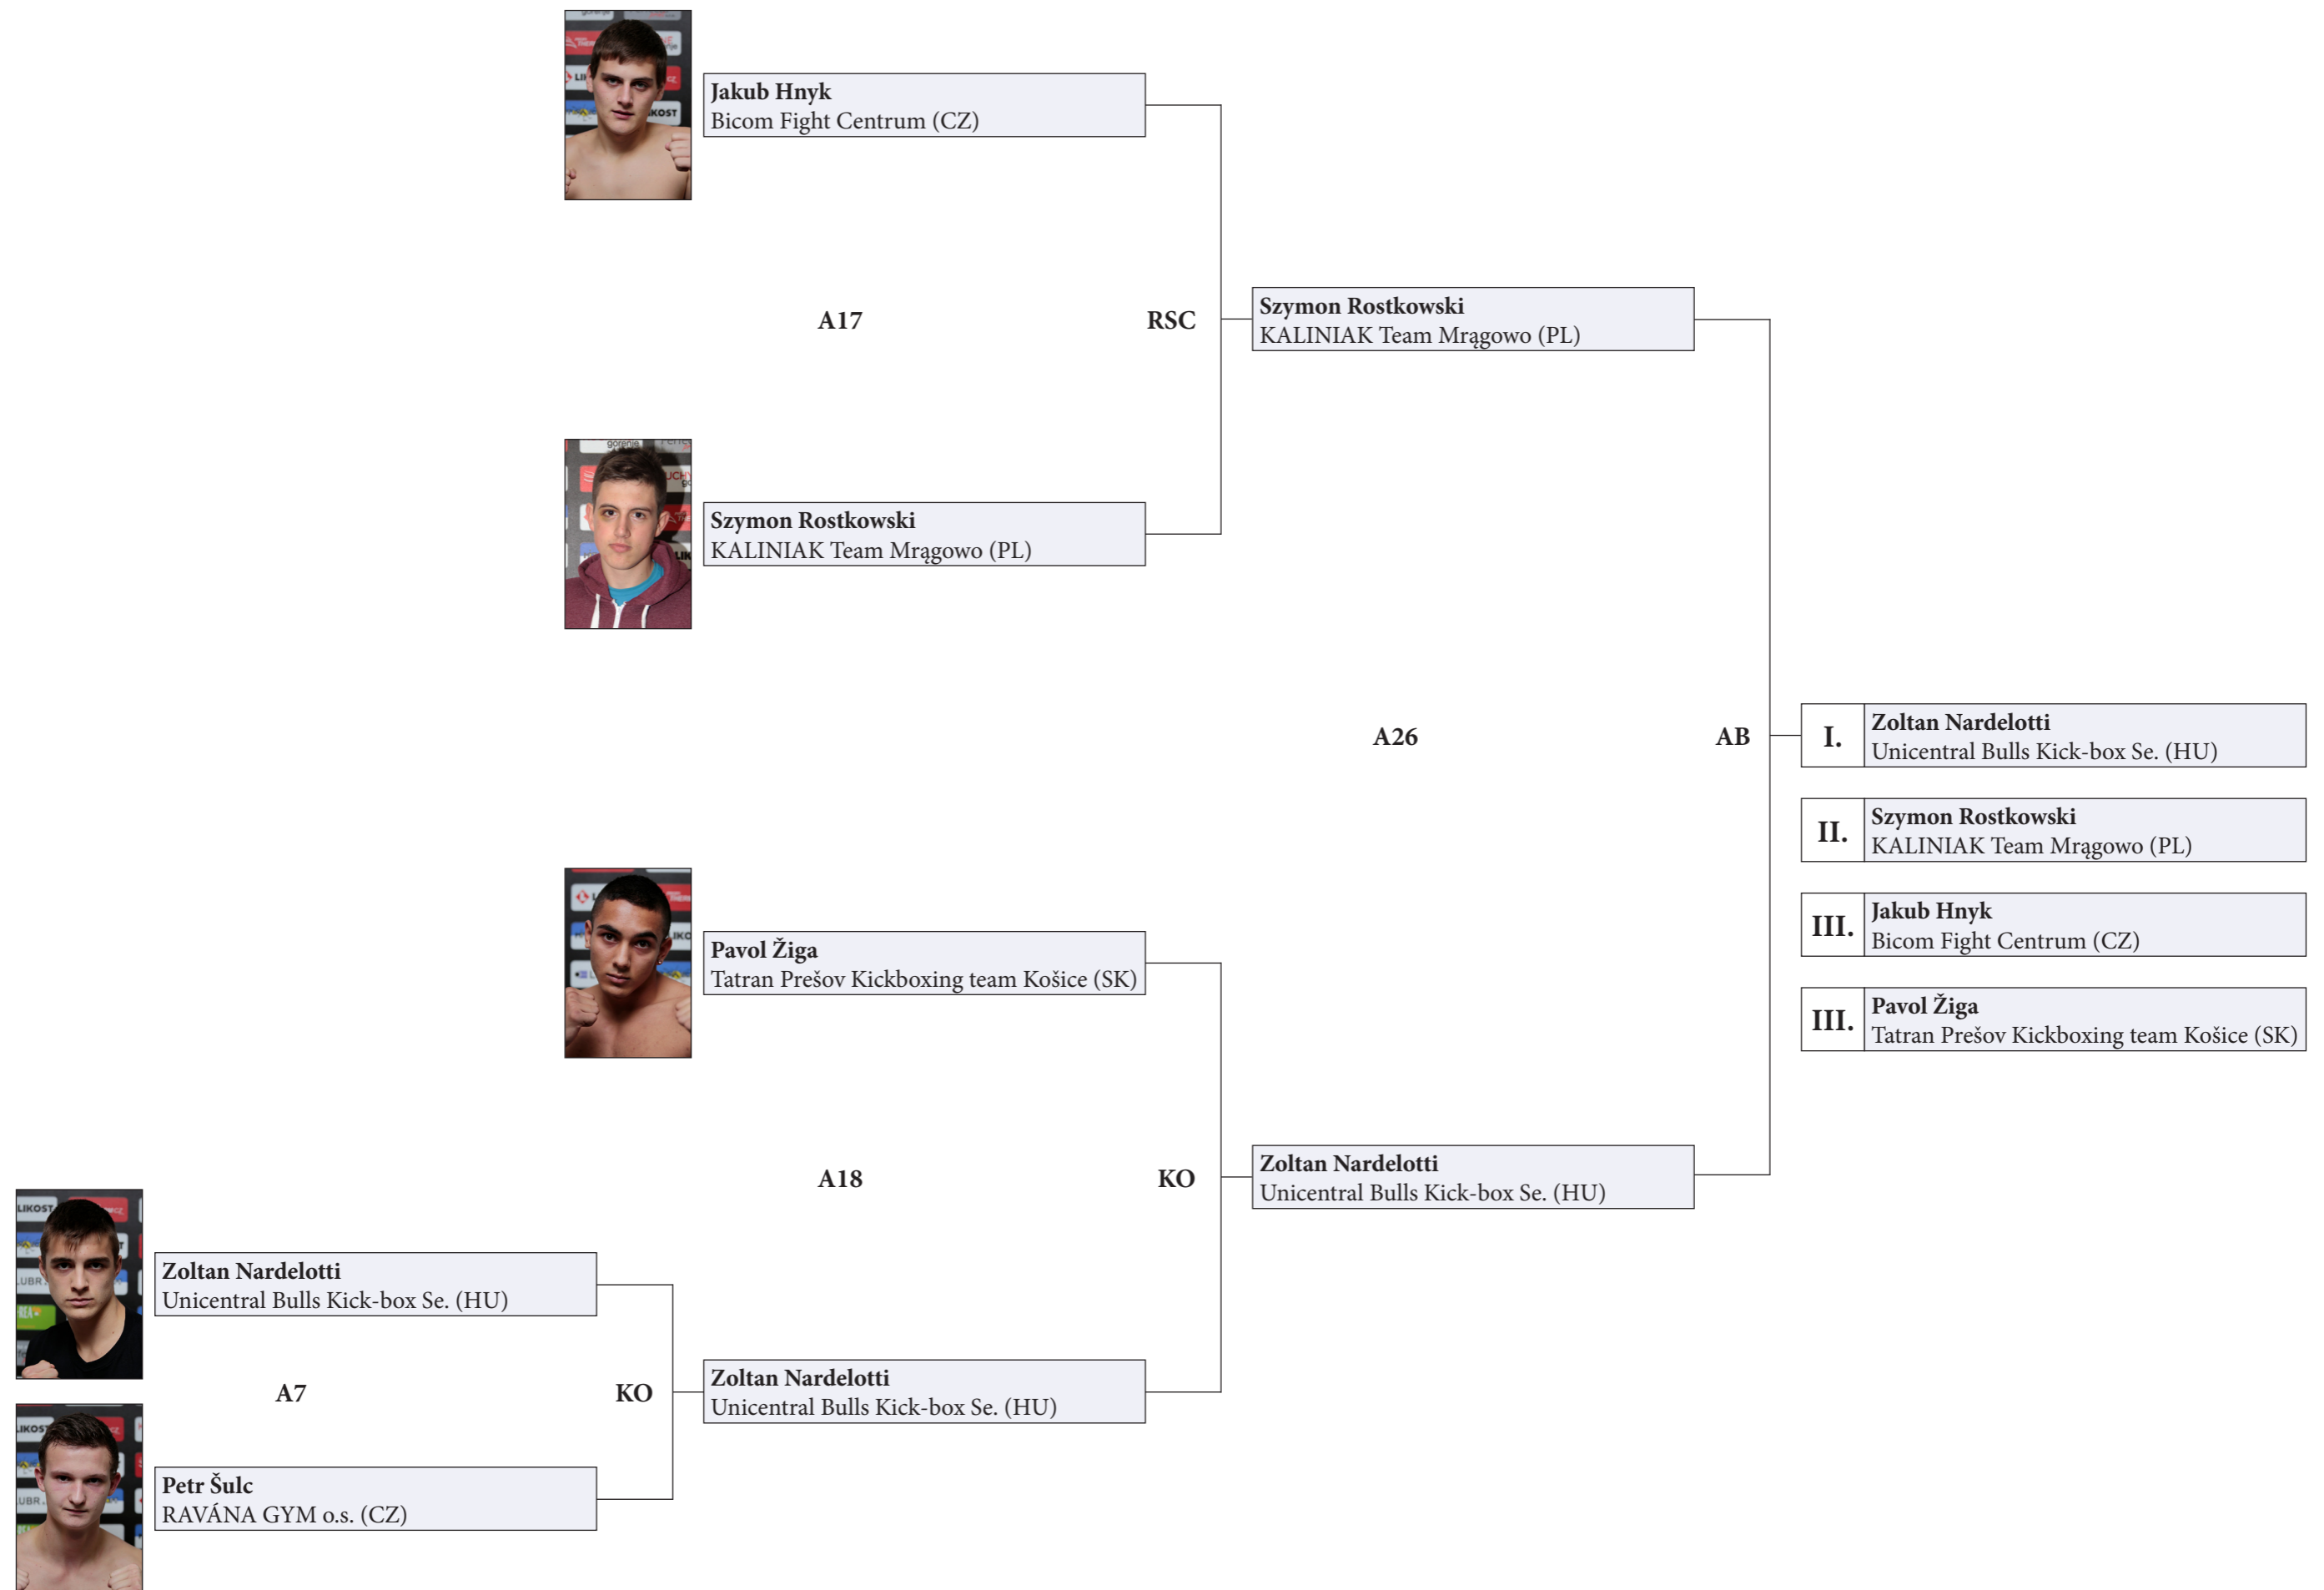 Jakub Hnyk
Bicom Fight Centrum (CZ)
A17
RSC
Szymon Rostkowski
KALINIAK Team Mrągowo (PL)
Szymon Rostkowski
KALINIAK Team Mrągowo (PL)
A26
AB
I.
Zoltan Nardelotti
Unicentral Bulls Kick-box Se. (HU)
II.
Szymon Rostkowski
KALINIAK Team Mrągowo (PL)
III.
Jakub Hnyk
Bicom Fight Centrum (CZ)
III.
Pavol Žiga
Tatran Prešov Kickboxing team Košice (SK)
Pavol Žiga
Tatran Prešov Kickboxing team Košice (SK)
A18
KO
Zoltan Nardelotti
Unicentral Bulls Kick-box Se. (HU)
Zoltan Nardelotti
Unicentral Bulls Kick-box Se. (HU)
A7
KO
Zoltan Nardelotti
Unicentral Bulls Kick-box Se. (HU)
Petr Šulc
RAVÁNA GYM o.s. (CZ)
gorenje
LIKOST